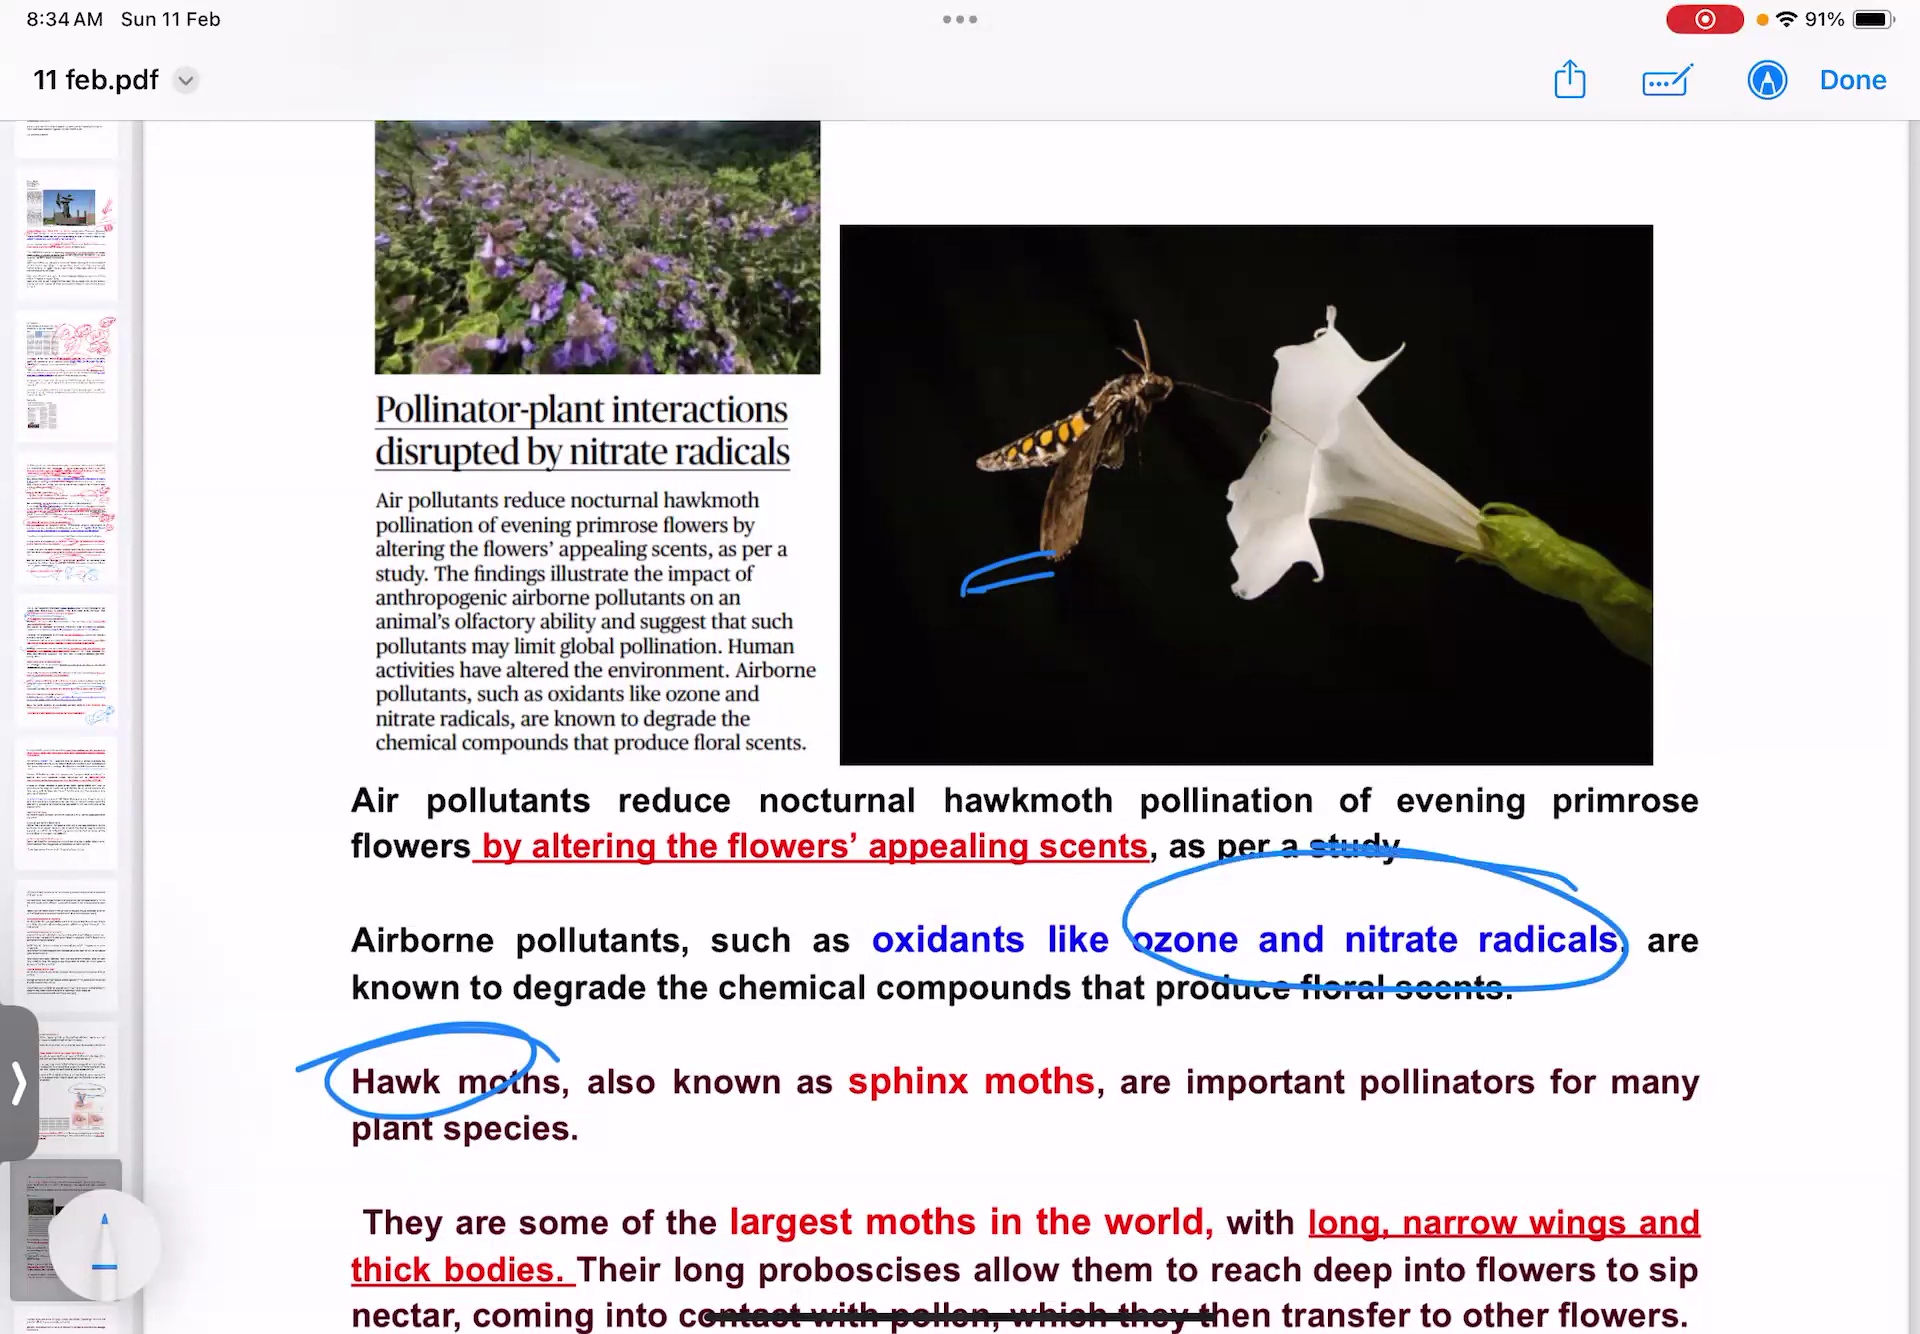 8:34 AM Sun 11 Feb
91%
11 feb.pdf
Done
Pollinator-plant interactions
disrupted by nitrate radicals
Air pollutants reduce nocturnal hawkmoth
pollination of evening primrose flowers by
altering the flowers’ appealing scents, as per a
study. The findings illustrate the impact of
anthropogenic airborne pollutants on an
animal’s olfactory ability and suggest that such
pollutants may limit global pollination. Human
activities have altered the environment. Airborne
pollutants, such as oxidants like ozone and
nitrate radicals, are known to degrade the
chemical compounds that produce floral scents.
Air pollutants reduce nocturnal hawkmoth pollination of evening primrose
flowers by altering the flowers’ appealing scents, as per a study
Airborne pollutants, such as oxidants like ozone and nitrate radicals, are
known to degrade the chemical compounds that produce floral scents.
Hawk moths, also known as sphinx moths, are important pollinators for many
plant species.
They are some of the largest moths in the world, with long, narrow wings and
thick bodies. Their long proboscises allow them to reach deep into flowers to sip
nectar, coming into contact with pollen, which they then transfer to other flowers.